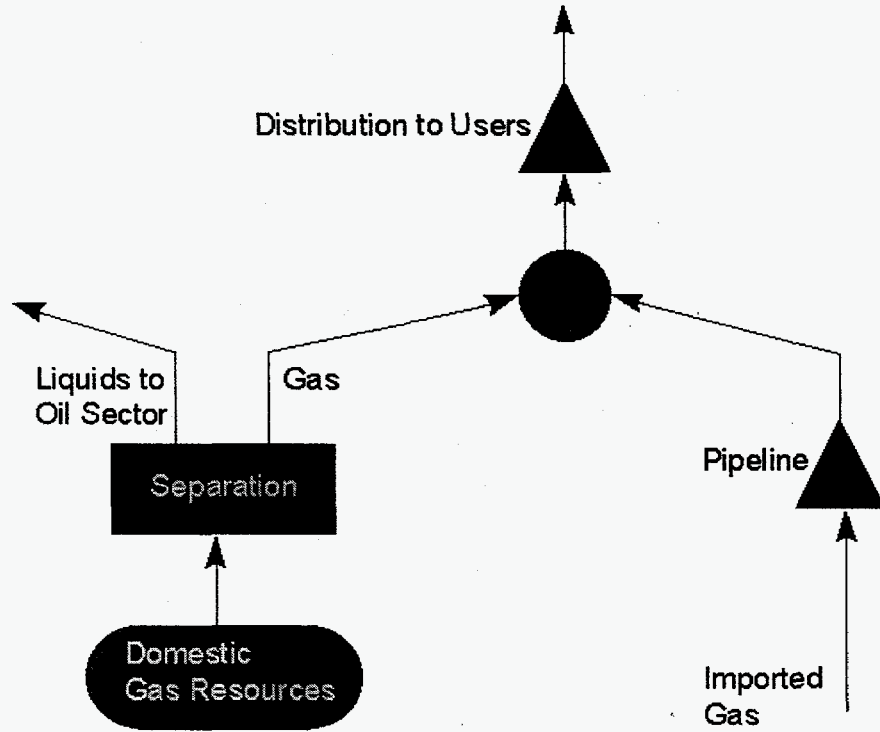 Distribution to Users
Liquids to
Oil Sector
Gas
Separation
Pipeline
Domestic
Gas Resources
Imported
Gas